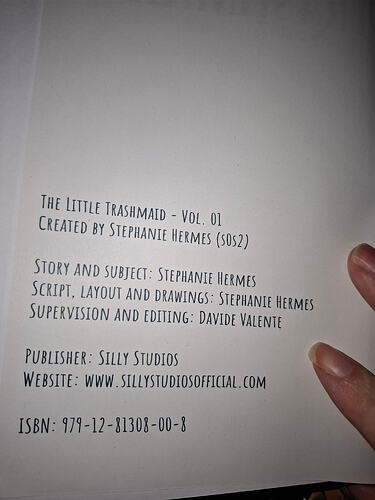 The Little Trashmaid - Vol. 01
Created by Stephanie Hermes (s0s2)
Story and subject: Stephanie Hermes
Script, layout and drawings: Stephanie Hermes
Supervision and editing: Davide Valente
Publisher: Silly Studios
Website: www.sillystudiosofficial.com
ISBN: 979-12-81308-00-8